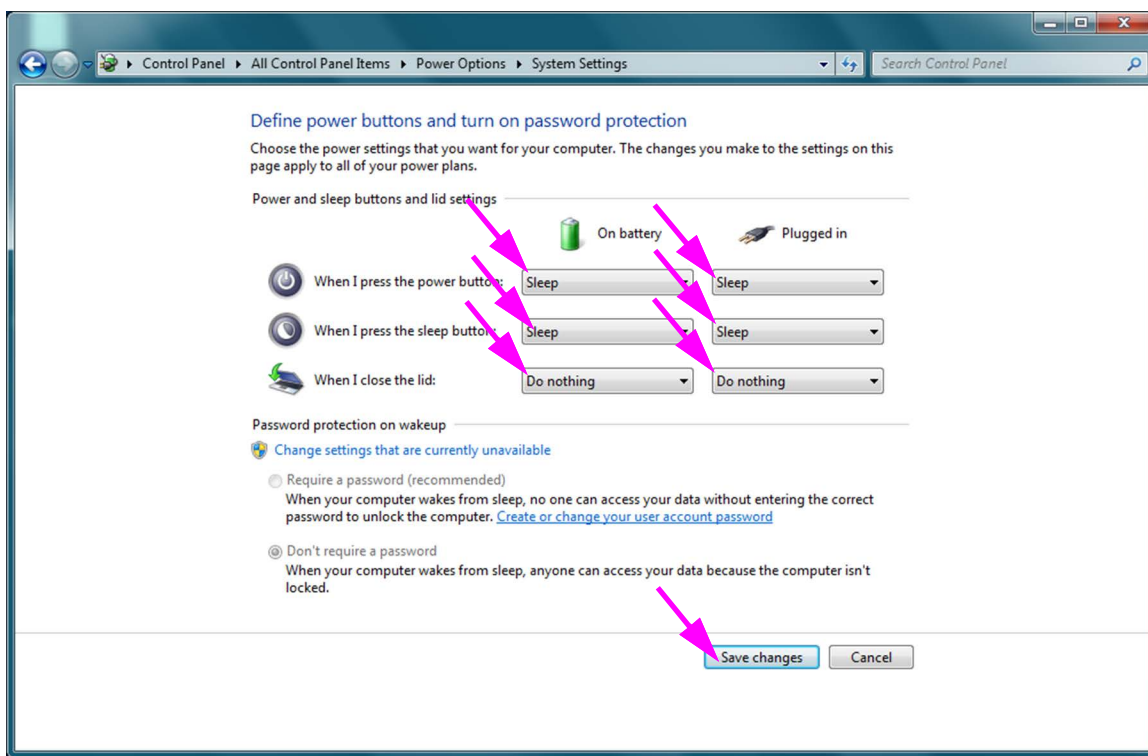 Control Panel ▸ All Control Panel Items ▸ Power Options ▸ System Settings
Search Control Panel
Define power buttons and turn on password protection
Choose the power settings that you want for your computer. The changes you make to the settings on this
page apply to all of your power plans.
Power and sleep buttons and lid settings
On battery
Plugged in
When I press the power button:
Sleep
Sleep
When I press the sleep button:
Sleep
Sleep
When I close the lid:
Do nothing
Do nothing
Password protection on wakeup
Change settings that are currently unavailable
Require a password (recommended)
When your computer wakes from sleep, no one can access your data without entering the correct
password to unlock the computer. Create or change your user account password
Don't require a password
When your computer wakes from sleep, anyone can access your data because the computer isn't
locked.
Save changes
Cancel